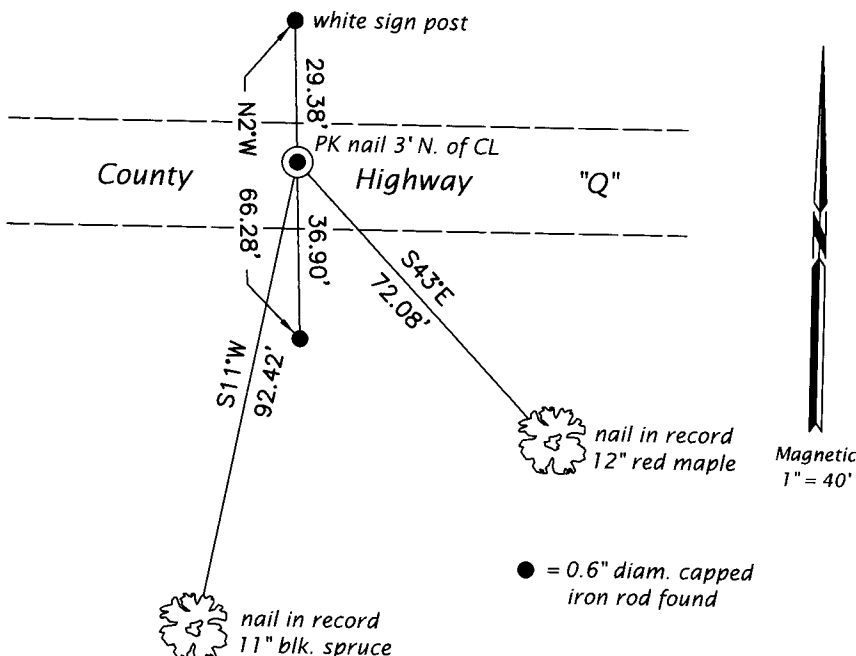 white sign post
29.38'
N2°W
66.28'
PK nail 3' N. of CL
County Highway "Q"
36.90'
S43°E
72.08'
S11°W
92.42'
nail in record
12" red maple
N
Magnetic
1" = 40'
= 0.6" diam. capped
iron rod found
nail in record
11" blk. spruce